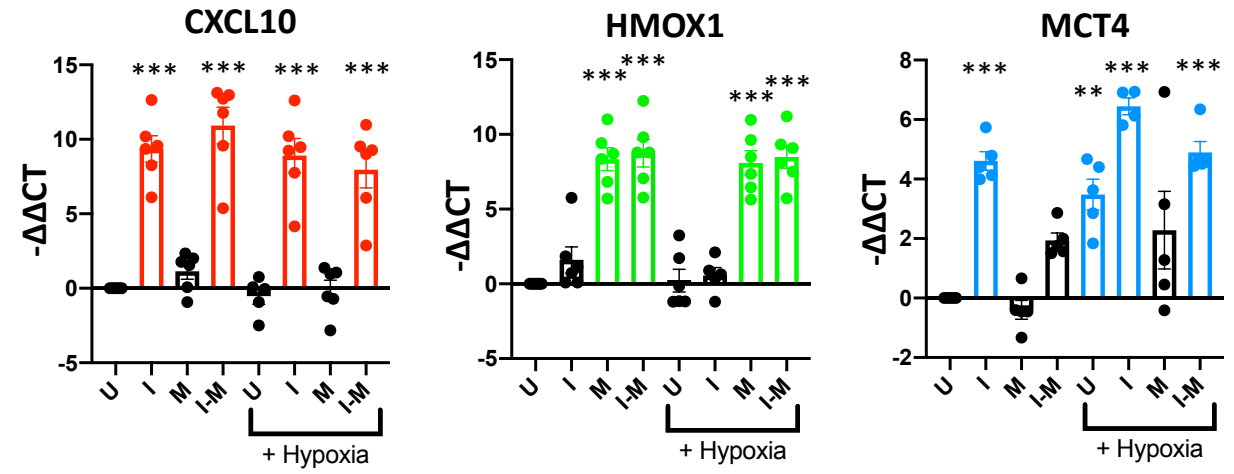 CXCL10
-ΔΔCT
15
10
5
0
-5
*** *** *** ***
U I M I-M U I M I-M
+ Hypoxia
HMOX1
-ΔΔCT
15
10
5
0
-5
*** *** *** ***
U I M I-M U I M I-M
+ Hypoxia
MCT4
-ΔΔCT
8
6
4
2
0
-2
*** ** *** ***
U I M I-M U I M I-M
+ Hypoxia